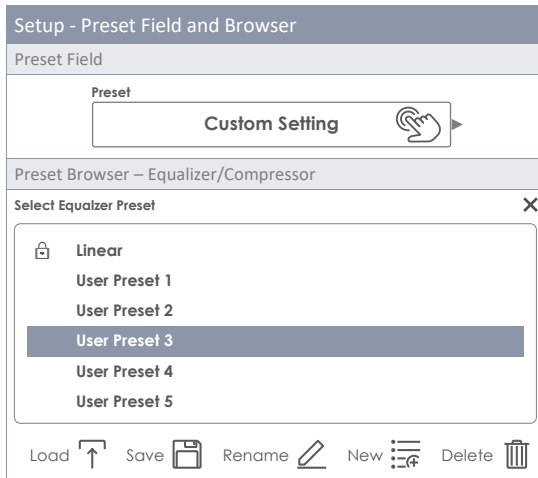 Setup - Preset Field and Browser
Preset Field
Preset
Custom Setting
Preset Browser – Equalizer/Compressor
Select Equalzer Preset
Linear
User Preset 1
User Preset 2
User Preset 3
User Preset 4
User Preset 5
Load Save Rename New Delete